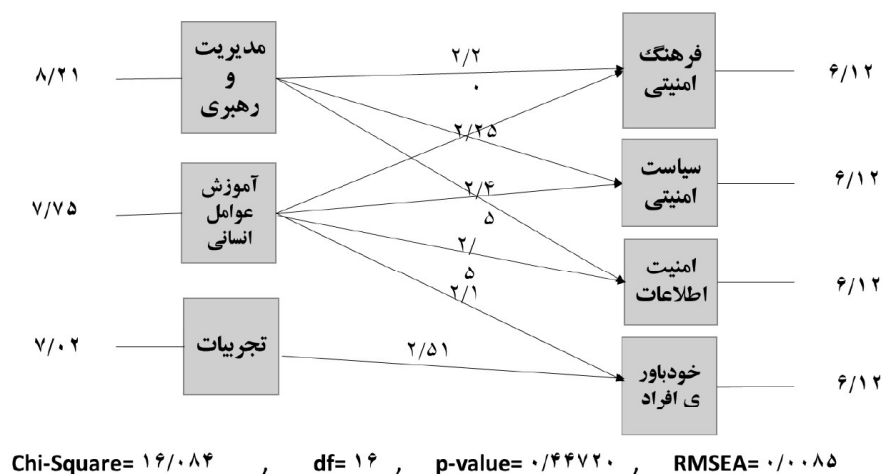 مدیریت
و
رهبری
آموزش
عوامل
انسانی
تجربیات
۸/۲۱
۷/۷۵
۷/۰۲
۲/۲
۰
۲/۲۵
۲/۴
۵
۲/
۵
۲/۱
۲/۵۱
فرهنگ
امنیتی
سیاست
امنیتی
امنیت
اطلاعات
خودباور
ی افراد
۶/۱۲
۶/۱۲
۶/۱۲
۶/۱۲
Chi-Square= ۱۶/۰۸۴ , df= ۱۶ , p-value= ۰/۴۴۷۲۰ , RMSEA= ۰/۰۰۸۵